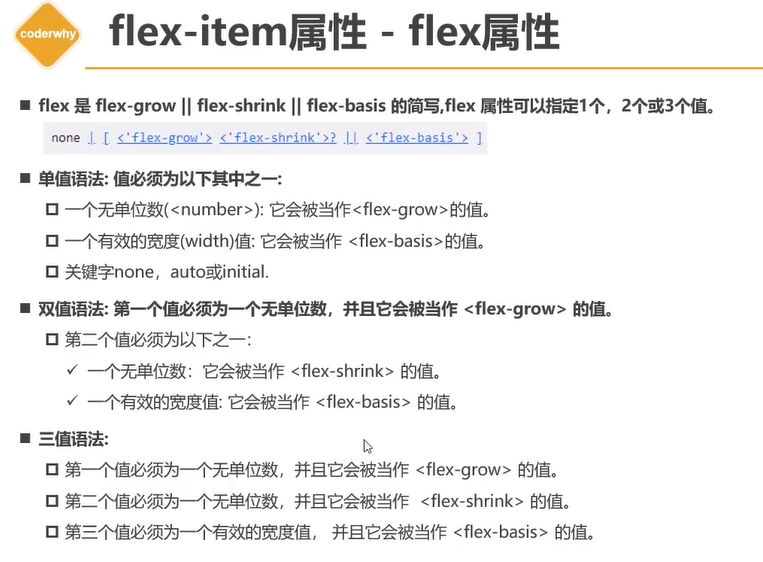 coderwhy
flex-item属性 - flex属性
flex 是 flex-grow || flex-shrink || flex-basis 的简写,flex 属性可以指定1个，2个或3个值。
none | [ <'flex-grow'> <'flex-shrink'>? || <'flex-basis'> ]
单值语法: 值必须为以下其中之一:
一个无单位数(<number>): 它会被当作<flex-grow>的值。
一个有效的宽度(width)值: 它会被当作 <flex-basis>的值。
关键字none，auto或initial.
双值语法: 第一个值必须为一个无单位数，并且它会被当作 <flex-grow> 的值。
第二个值必须为以下之一：
✓ 一个无单位数：它会被当作 <flex-shrink> 的值。
✓ 一个有效的宽度值: 它会被当作 <flex-basis> 的值。
三值语法:
第一个值必须为一个无单位数，并且它会被当作 <flex-grow> 的值。
第二个值必须为一个无单位数，并且它会被当作 <flex-shrink> 的值。
第三个值必须为一个有效的宽度值， 并且它会被当作 <flex-basis> 的值。